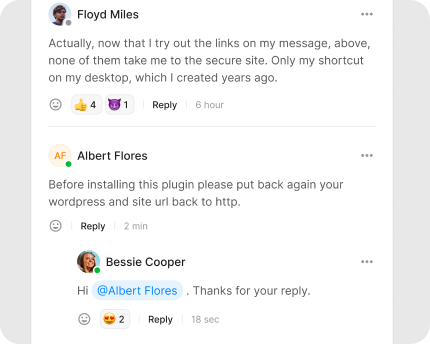 Floyd Miles
Actually, now that I try out the links on my message, above,
none of them take me to the secure site. Only my shortcut
on my desktop, which I created years ago.
4 1 Reply 6 hour
AF Albert Flores
Before installing this plugin please put back again your
wordpress and site url back to http.
Reply 2 min
Bessie Cooper
Hi @Albert Flores . Thanks for your reply.
2 Reply 18 sec